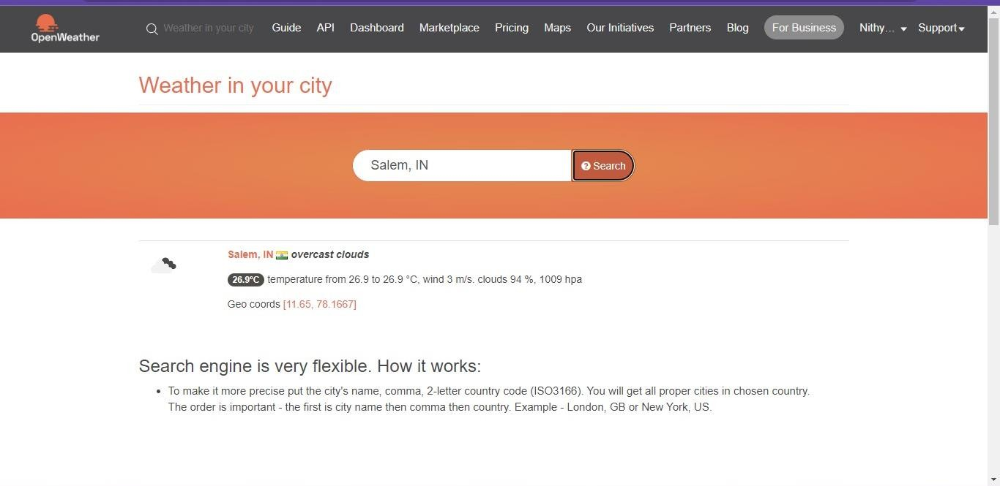 OpenWeather
Weather in your city Guide API Dashboard Marketplace Pricing Maps Our Initiatives Partners Blog For Business Nithy... Support
Weather in your city
Salem, IN Search
Salem, IN overcast clouds
26.9°C temperature from 26.9 to 26.9 °C, wind 3 m/s. clouds 94 %, 1009 hpa
Geo coords [11.65, 78.1667]
Search engine is very flexible. How it works:
• To make it more precise put the city's name, comma, 2-letter country code (ISO3166). You will get all proper cities in chosen country.
The order is important - the first is city name then comma then country. Example - London, GB or New York, US.